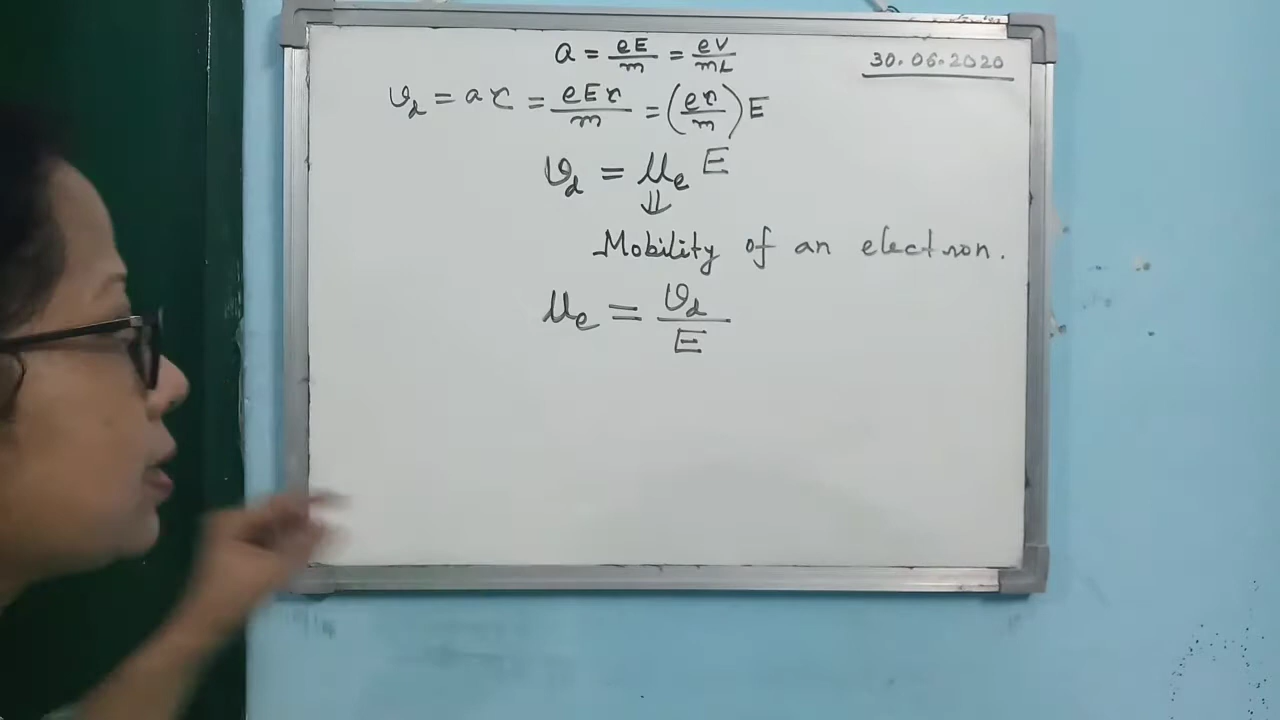 a = eE/m = eV/mL
30.06.2020
v_d = aτ = eEτ/m = (eτ/m) E
v_d = μ_e E
⇓
Mobility of an electron.
μ_e = v_d/E